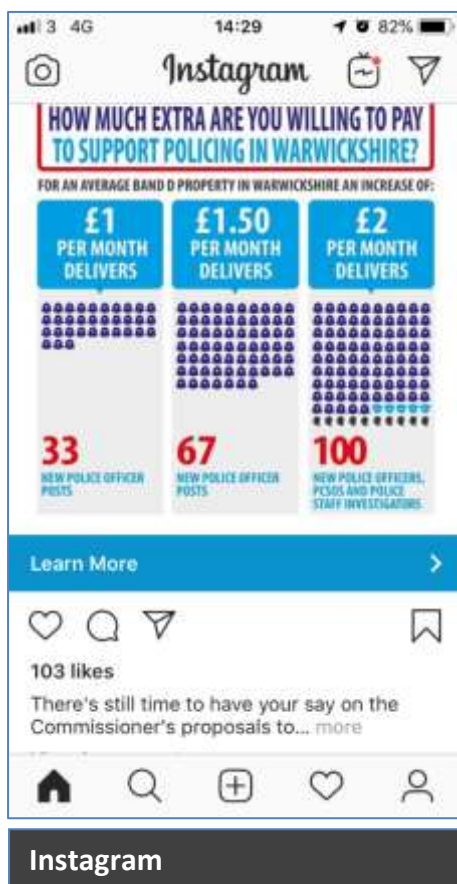 3 4G 14:29 82%
Instagram
HOW MUCH EXTRA ARE YOU WILLING TO PAY
TO SUPPORT POLICING IN WARWICKSHIRE?
FOR AN AVERAGE BAND D PROPERTY IN WARWICKSHIRE AN INCREASE OF:
£1
PER MONTH
DELIVERS
33
NEW POLICE OFFICER
POSTS
£1.50
PER MONTH
DELIVERS
67
NEW POLICE OFFICER
POSTS
£2
PER MONTH
DELIVERS
100
NEW POLICE OFFICERS,
PCSOS AND POLICE
STAFF INVESTIGATORS
Learn More
103 likes
There's still time to have your say on the
Commissioner's proposals to... more
Instagram